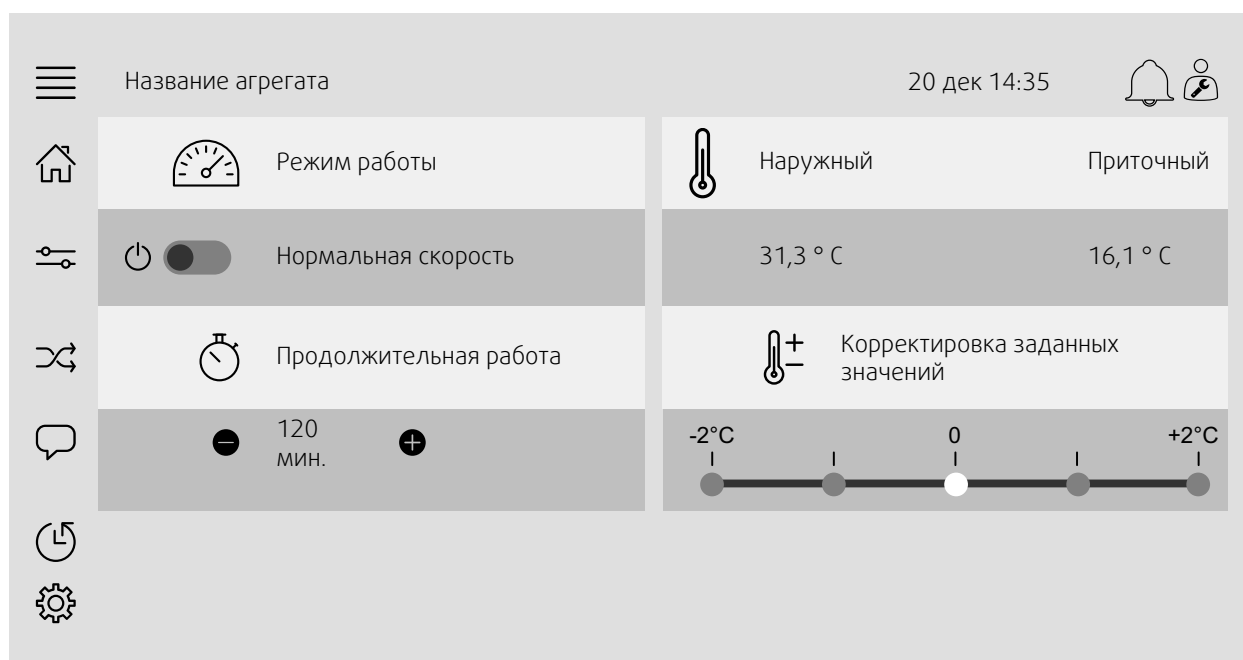 Название агрегата
20 дек 14:35
Режим работы
Наружный
Приточный
Нормальная скорость
31,3 ° C
16,1 ° C
Продолжительная работа
Корректировка заданных
значений
120
мин.
-2°C
0
+2°C